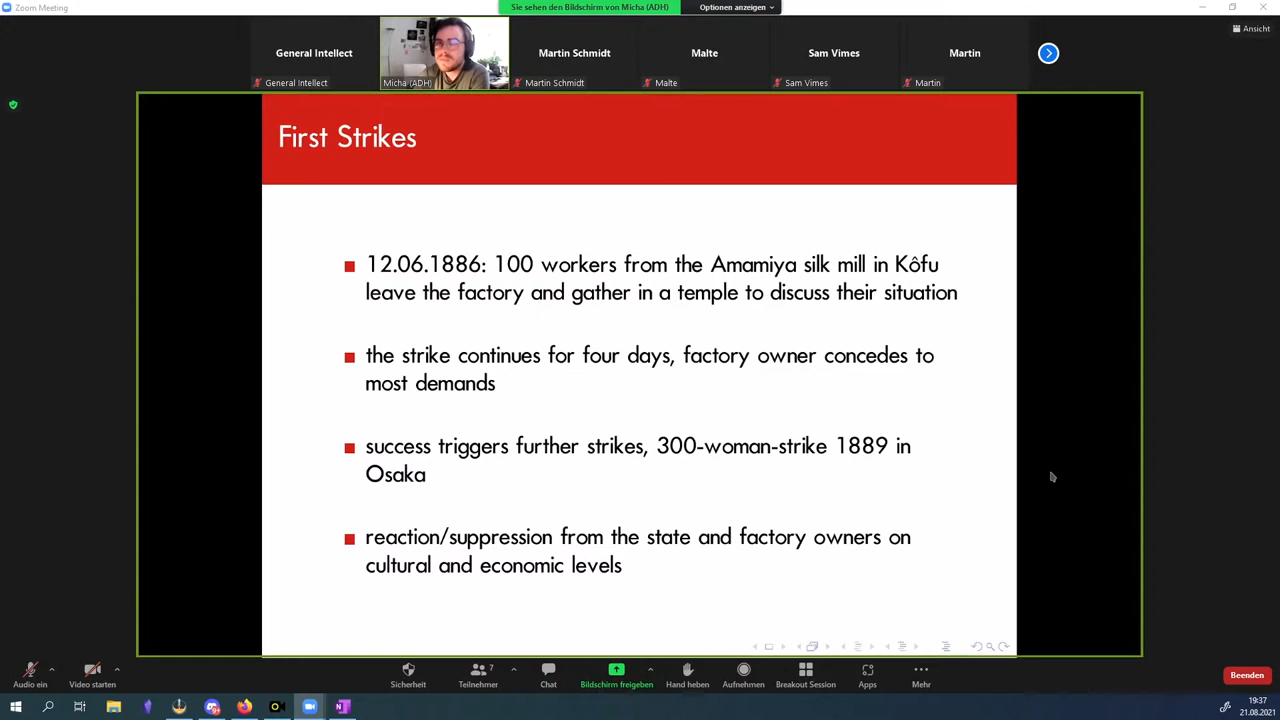 Zoom Meeting
Sie sehen den Bildschirm von Micha (ADH)
Optionen anzeigen
Ansicht
General Intellect
Martin Schmidt
Malte
Sam Vimes
Martin
General Intellect
Micha (ADH)
Martin Schmidt
Malte
Sam Vimes
Martin
First Strikes
12.06.1886: 100 workers from the Amamiya silk mill in Kôfu
leave the factory and gather in a temple to discuss their situation
the strike continues for four days, factory owner concedes to
most demands
success triggers further strikes, 300-woman-strike 1889 in
Osaka
reaction/suppression from the state and factory owners on
cultural and economic levels
Audio ein
Video starten
Sicherheit
7
Teilnehmer
Chat
Bildschirm freigeben
Hand heben
Aufnehmen
Breakout Session
Apps
Mehr
Beenden
19:37
21.08.2021